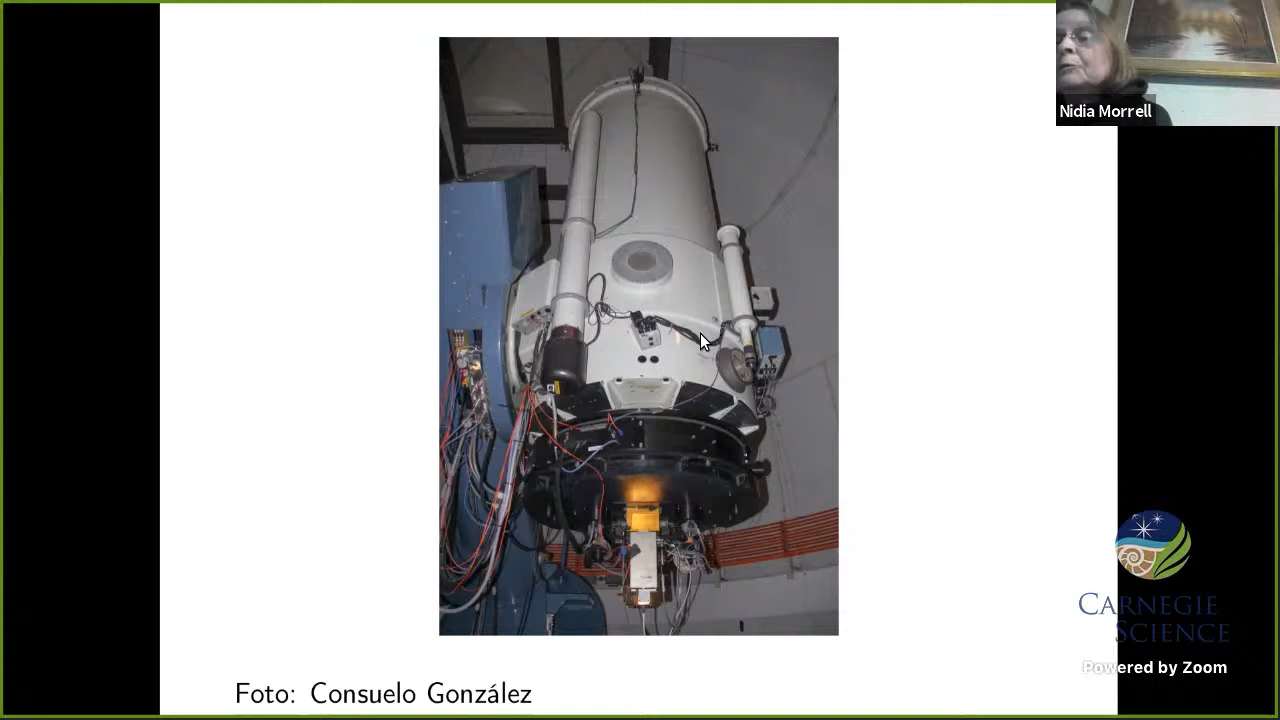 Nidia Morrell
CARNEGIE
SCIENCE
Powered by Zoom
Foto: Consuelo González